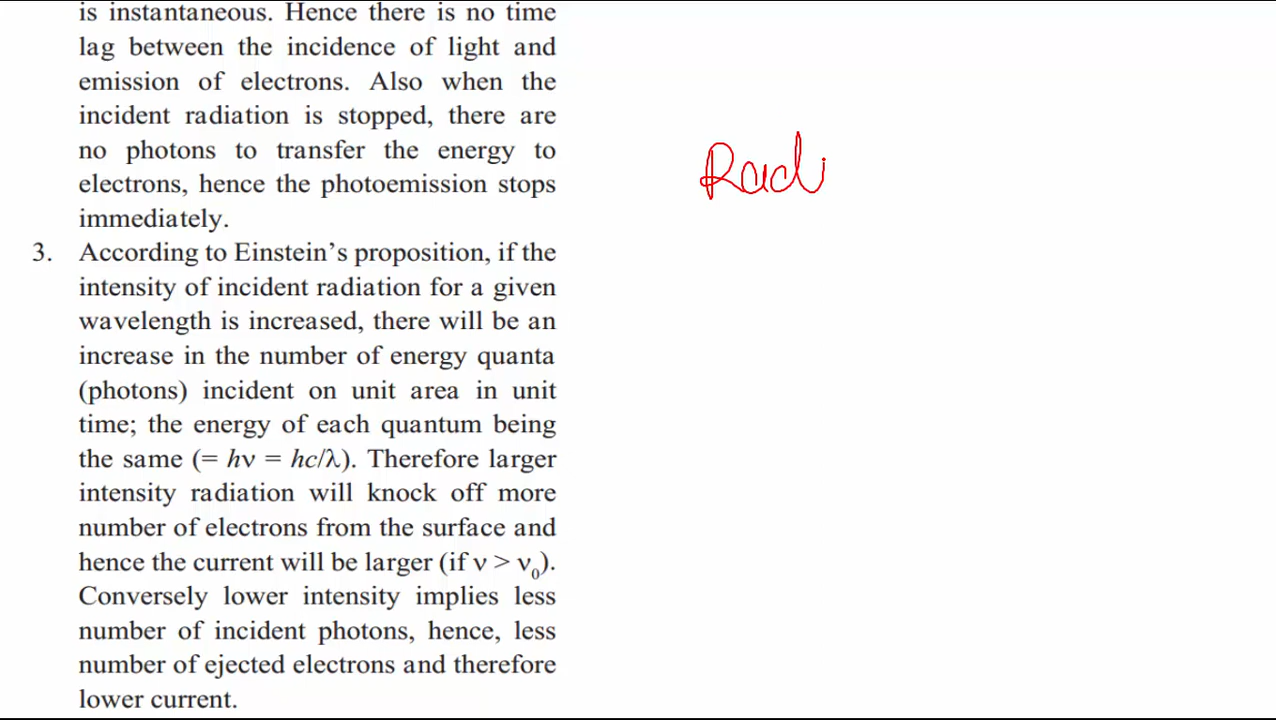 is instantaneous. Hence there is no time
lag between the incidence of light and
emission of electrons. Also when the
incident radiation is stopped, there are
no photons to transfer the energy to
electrons, hence the photoemission stops
immediately.
3. According to Einstein’s proposition, if the
intensity of incident radiation for a given
wavelength is increased, there will be an
increase in the number of energy quanta
(photons) incident on unit area in unit
time; the energy of each quantum being
the same (= hν = hc/λ). Therefore larger
intensity radiation will knock off more
number of electrons from the surface and
hence the current will be larger (if ν > ν₀).
Conversely lower intensity implies less
number of incident photons, hence, less
number of ejected electrons and therefore
lower current.
Radi